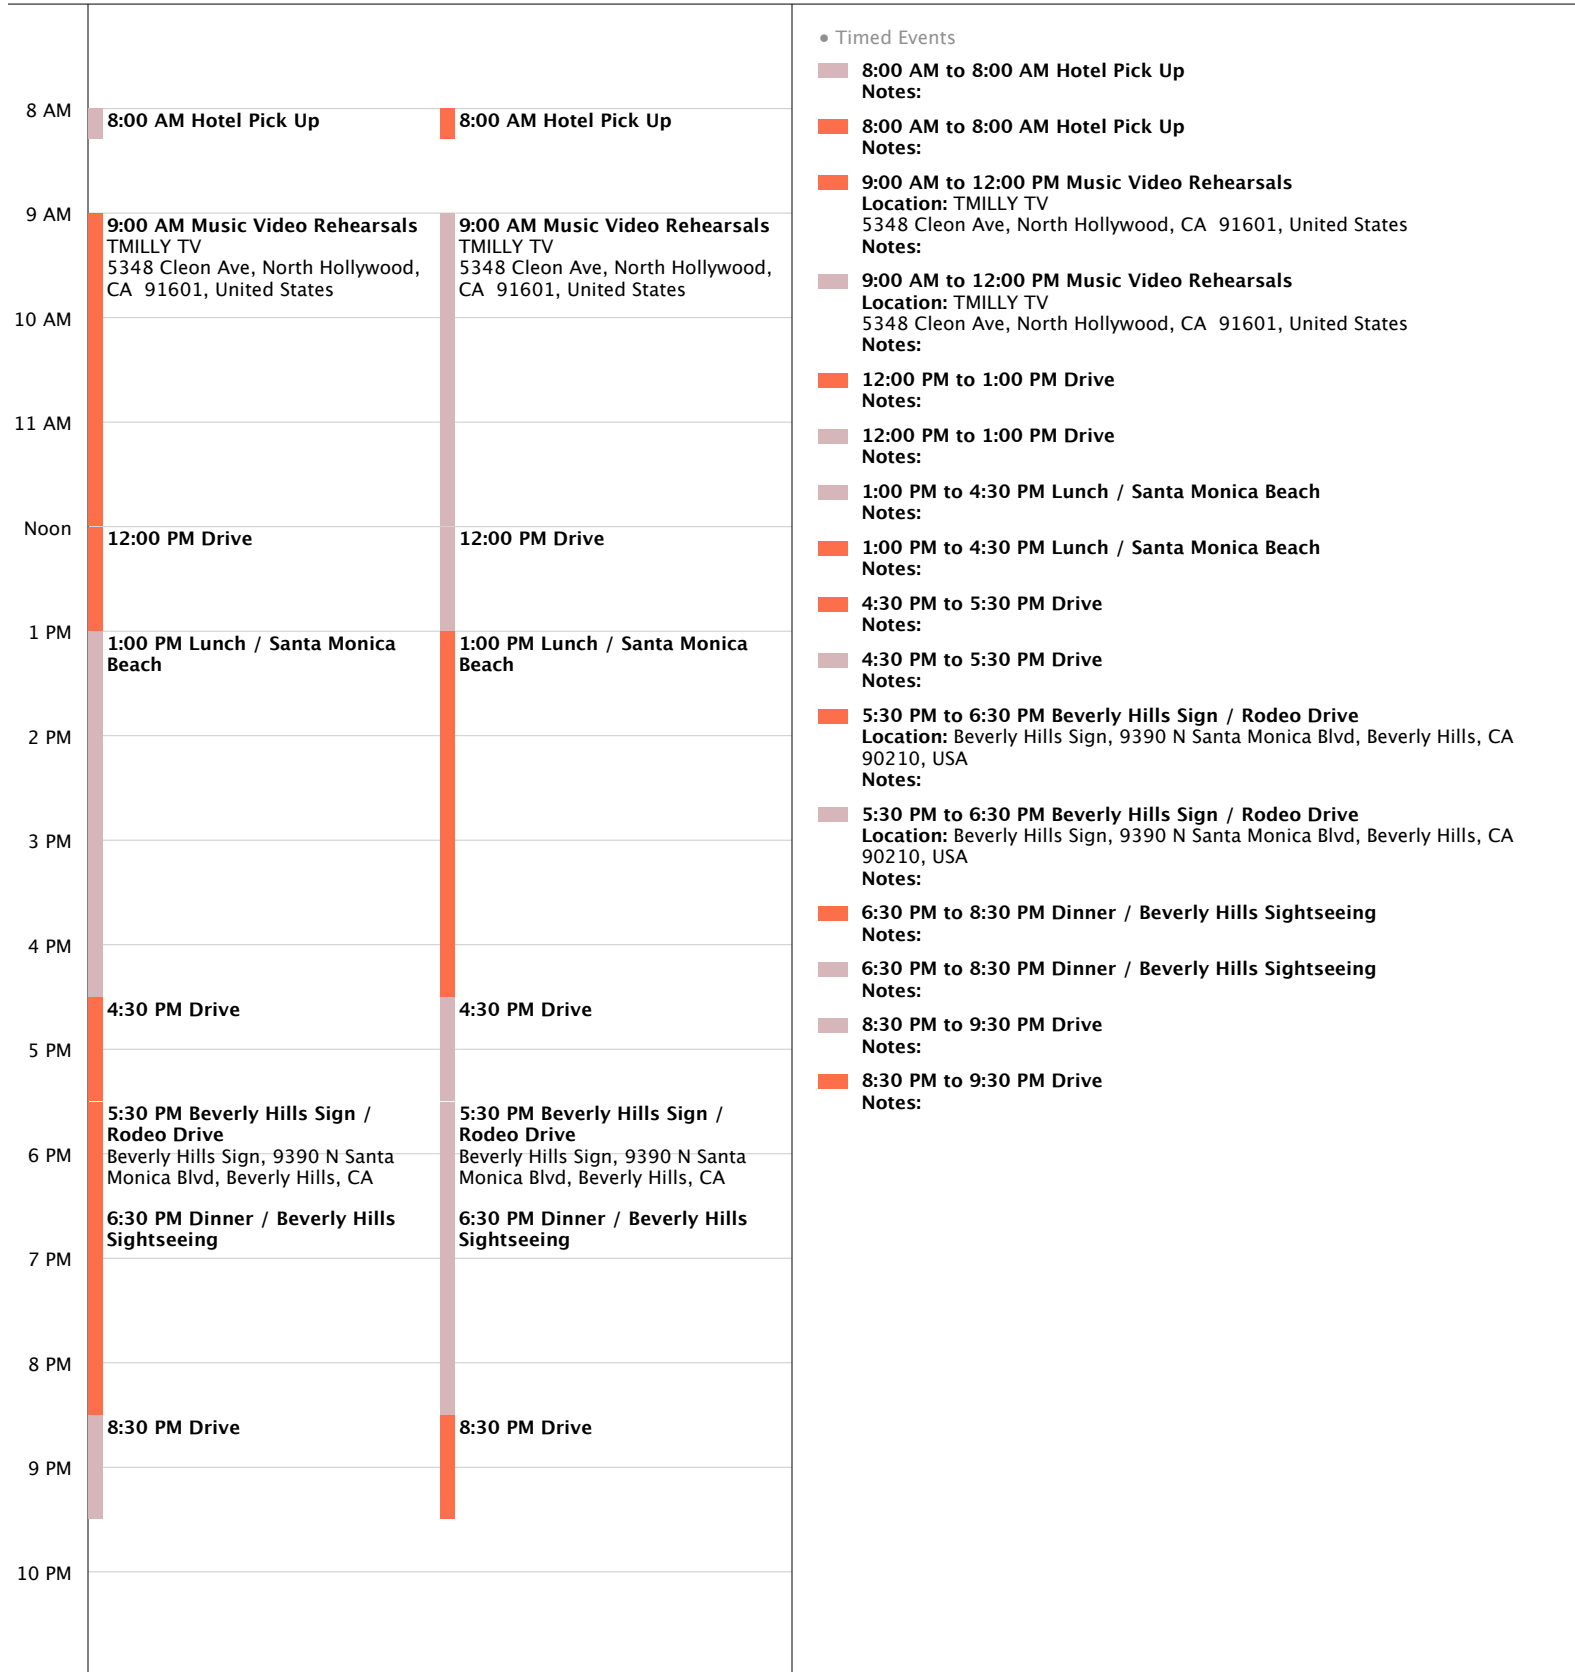 8 AM
9 AM
10 AM
11 AM
Noon
1 PM
2 PM
3 PM
4 PM
5 PM
6 PM
7 PM
8 PM
9 PM
10 PM
8:00 AM Hotel Pick Up
9:00 AM Music Video Rehearsals
TMILLY TV
5348 Cleon Ave, North Hollywood,
CA  91601, United States
12:00 PM Drive
1:00 PM Lunch / Santa Monica
Beach
4:30 PM Drive
5:30 PM Beverly Hills Sign /
Rodeo Drive
Beverly Hills Sign, 9390 N Santa
Monica Blvd, Beverly Hills, CA
6:30 PM Dinner / Beverly Hills
Sightseeing
8:30 PM Drive
8:00 AM Hotel Pick Up
9:00 AM Music Video Rehearsals
TMILLY TV
5348 Cleon Ave, North Hollywood,
CA  91601, United States
12:00 PM Drive
1:00 PM Lunch / Santa Monica
Beach
4:30 PM Drive
5:30 PM Beverly Hills Sign /
Rodeo Drive
Beverly Hills Sign, 9390 N Santa
Monica Blvd, Beverly Hills, CA
6:30 PM Dinner / Beverly Hills
Sightseeing
8:30 PM Drive
• Timed Events
8:00 AM to 8:00 AM Hotel Pick Up
Notes:
8:00 AM to 8:00 AM Hotel Pick Up
Notes:
9:00 AM to 12:00 PM Music Video Rehearsals
Location: TMILLY TV
5348 Cleon Ave, North Hollywood, CA  91601, United States
Notes:
9:00 AM to 12:00 PM Music Video Rehearsals
Location: TMILLY TV
5348 Cleon Ave, North Hollywood, CA  91601, United States
Notes:
12:00 PM to 1:00 PM Drive
Notes:
12:00 PM to 1:00 PM Drive
Notes:
1:00 PM to 4:30 PM Lunch / Santa Monica Beach
Notes:
1:00 PM to 4:30 PM Lunch / Santa Monica Beach
Notes:
4:30 PM to 5:30 PM Drive
Notes:
4:30 PM to 5:30 PM Drive
Notes:
5:30 PM to 6:30 PM Beverly Hills Sign / Rodeo Drive
Location: Beverly Hills Sign, 9390 N Santa Monica Blvd, Beverly Hills, CA
90210, USA
Notes:
5:30 PM to 6:30 PM Beverly Hills Sign / Rodeo Drive
Location: Beverly Hills Sign, 9390 N Santa Monica Blvd, Beverly Hills, CA
90210, USA
Notes:
6:30 PM to 8:30 PM Dinner / Beverly Hills Sightseeing
Notes:
6:30 PM to 8:30 PM Dinner / Beverly Hills Sightseeing
Notes:
8:30 PM to 9:30 PM Drive
Notes:
8:30 PM to 9:30 PM Drive
Notes: